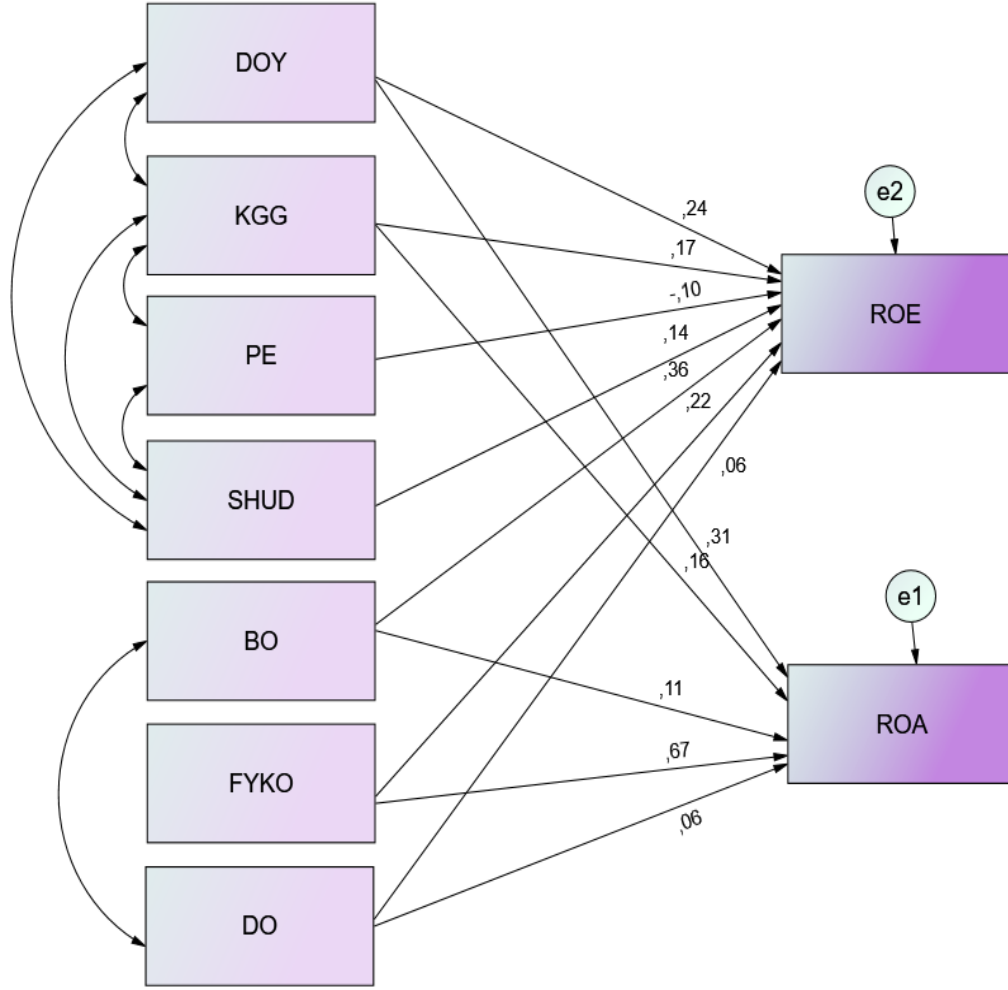 DOY
KGG
PE
SHUD
BO
FYKO
DO
,24
,17
-,10
,14
,36
,22
,06
,31
,16
,11
,67
,06
e2
ROE
e1
ROA